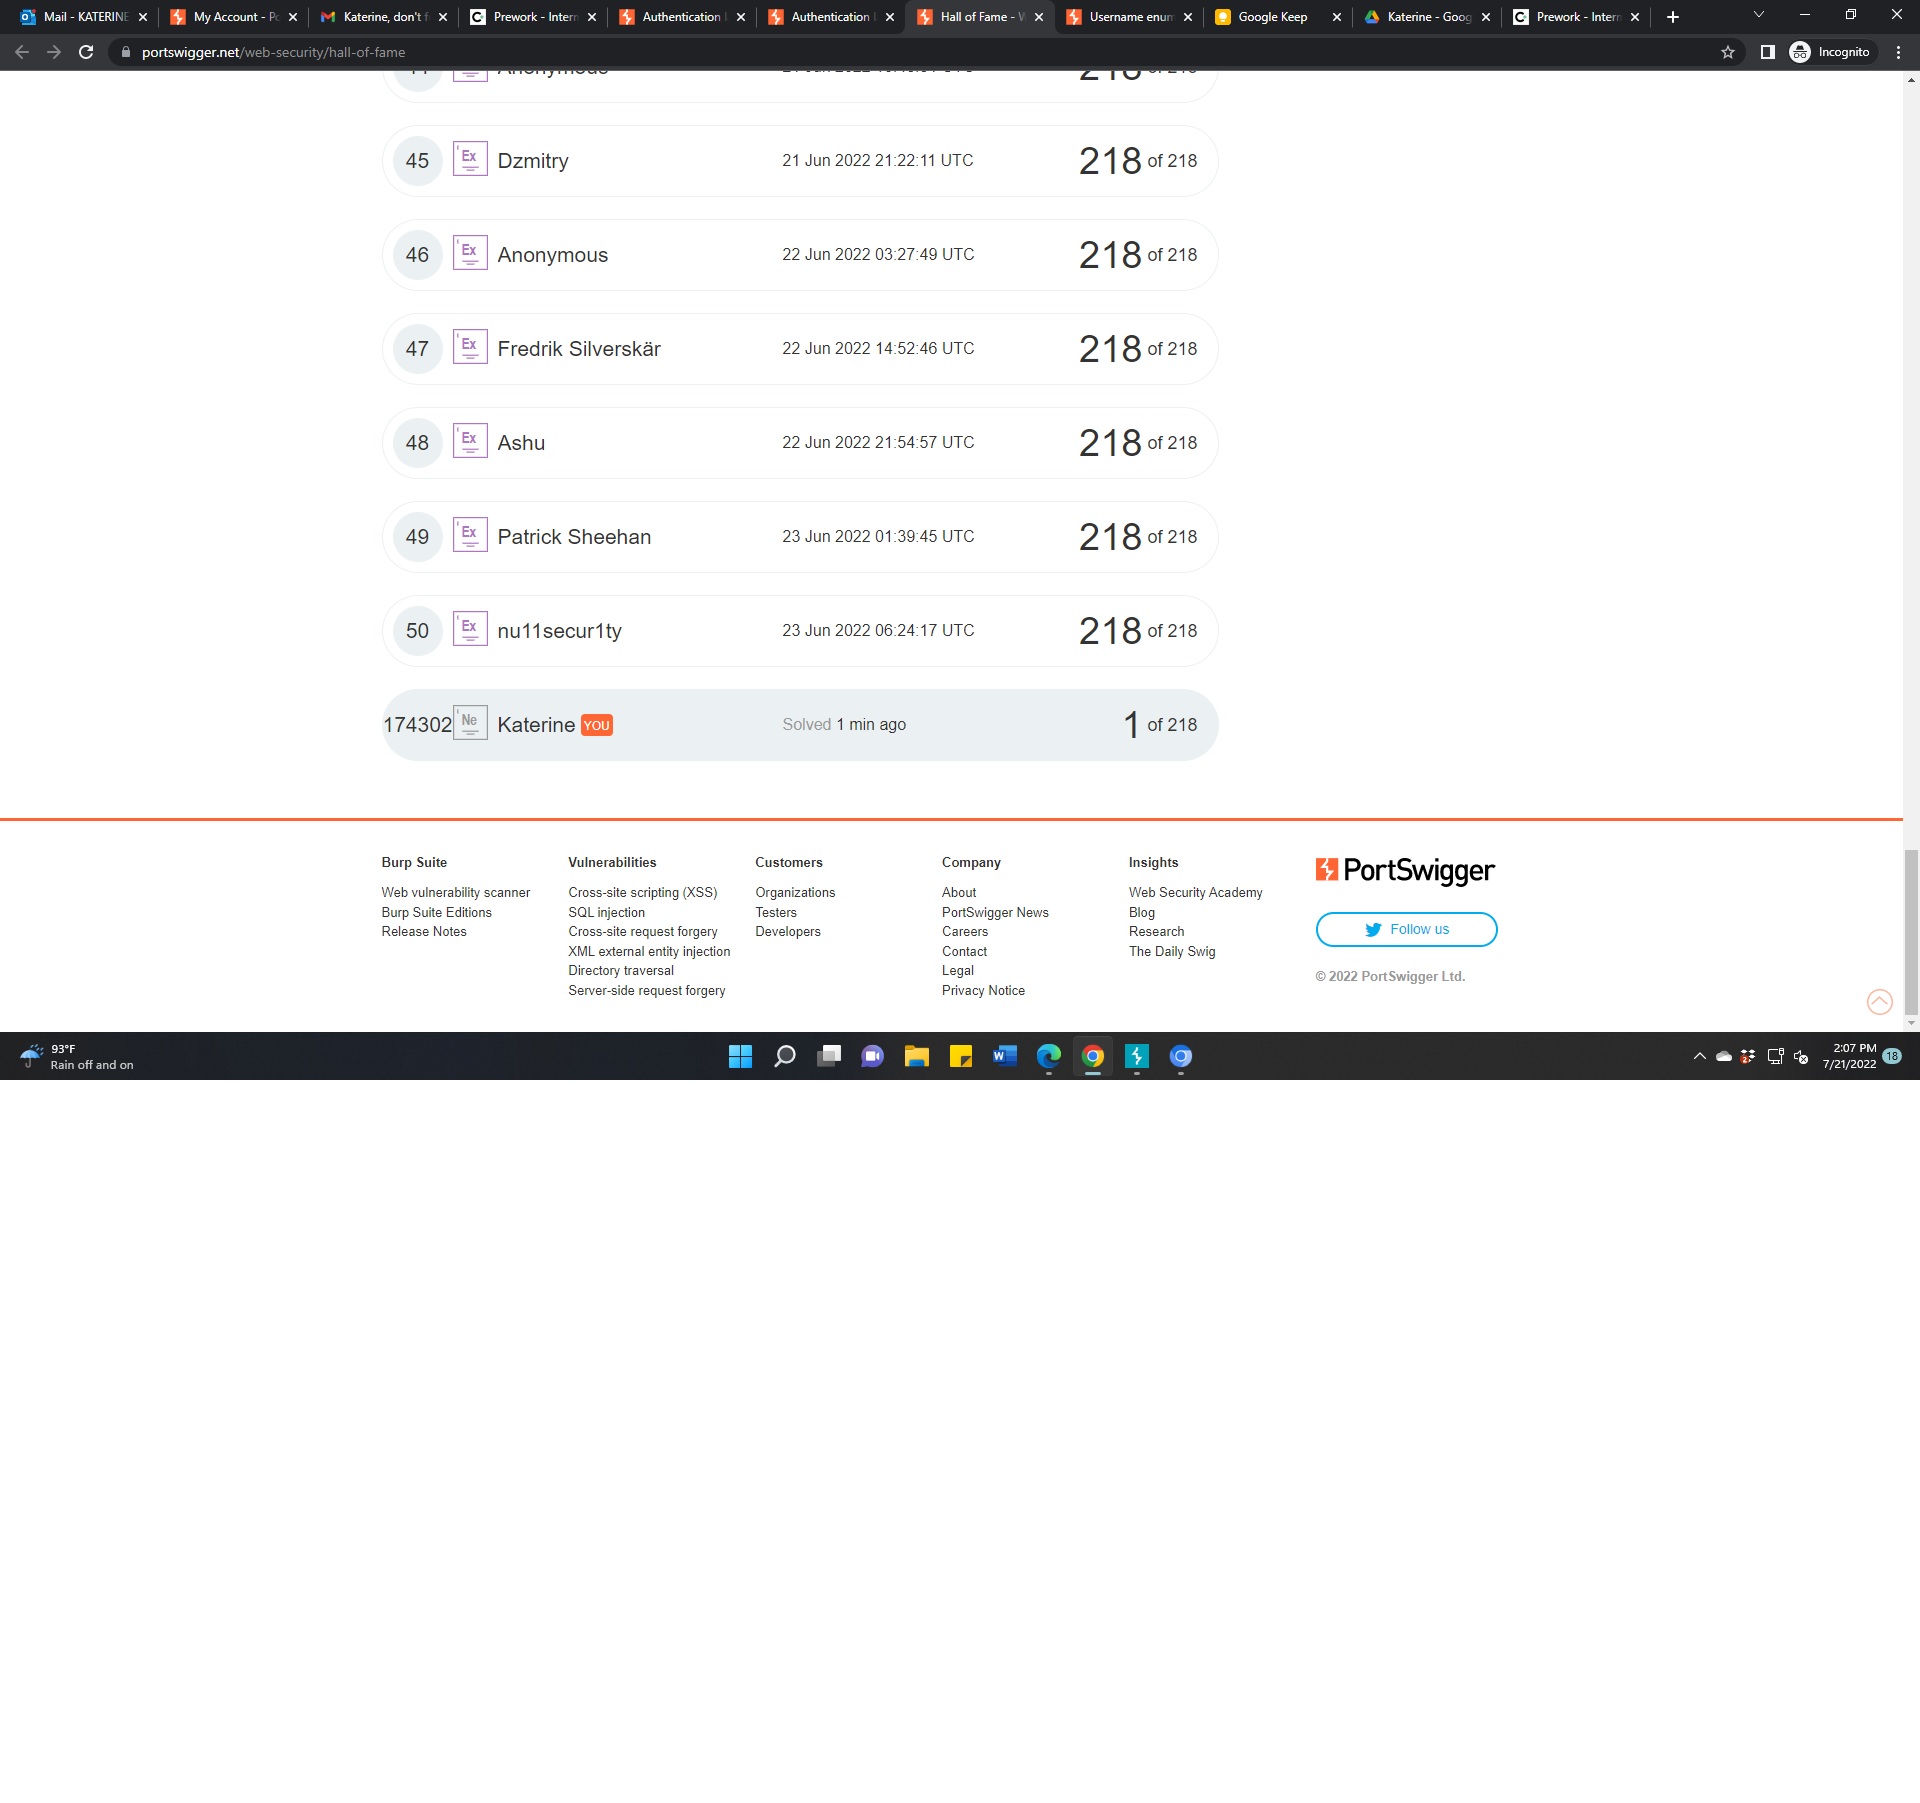 Mail - KATERINE
My Account - Po
Katerine, don't f
Prework - Intern
Authentication l
Authentication l
Hall of Fame - W
Username enum
Google Keep
Katerine - Goog
Prework - Intern
portswigger.net/web-security/hall-of-fame
Incognito
44 Anonymous 218 of 218
45 Ex Dzmitry 21 Jun 2022 21:22:11 UTC 218 of 218
46 Ex Anonymous 22 Jun 2022 03:27:49 UTC 218 of 218
47 Ex Fredrik Silverskär 22 Jun 2022 14:52:46 UTC 218 of 218
48 Ex Ashu 22 Jun 2022 21:54:57 UTC 218 of 218
49 Ex Patrick Sheehan 23 Jun 2022 01:39:45 UTC 218 of 218
50 Ex nu11secur1ty 23 Jun 2022 06:24:17 UTC 218 of 218
174302 Ne Katerine YOU Solved 1 min ago 1 of 218
Burp Suite
Web vulnerability scanner
Burp Suite Editions
Release Notes
Vulnerabilities
Cross-site scripting (XSS)
SQL injection
Cross-site request forgery
XML external entity injection
Directory traversal
Server-side request forgery
Customers
Organizations
Testers
Developers
Company
About
PortSwigger News
Careers
Contact
Legal
Privacy Notice
Insights
Web Security Academy
Blog
Research
The Daily Swig
PortSwigger
Follow us
© 2022 PortSwigger Ltd.
93°F
Rain off and on
2:07 PM
7/21/2022
18